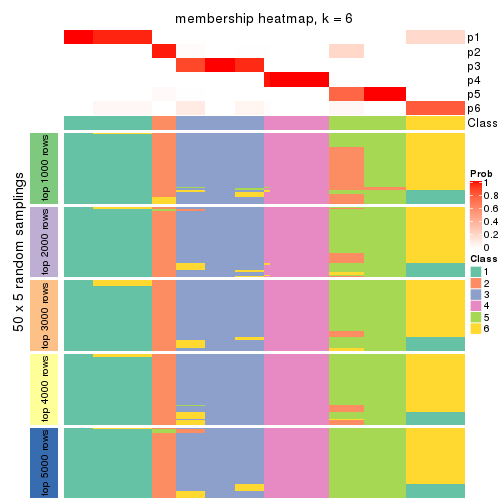 membership heatmap, k = 6
p1
p2
p3
p4
p5
p6
Class
50 x 5 random samplings
top 1000 rows
top 2000 rows
top 3000 rows
top 4000 rows
top 5000 rows
Prob
1
0.8
0.6
0.4
0.2
0
Class
1
2
3
4
5
6